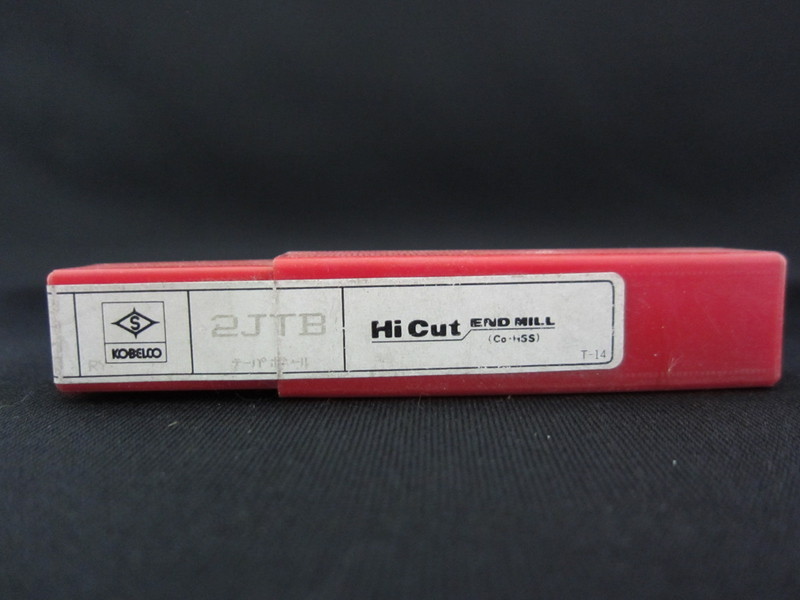 S
KOBELCO
2JTB
テーパボール
Hi Cut END MILL
(Co·HSS)
T-14